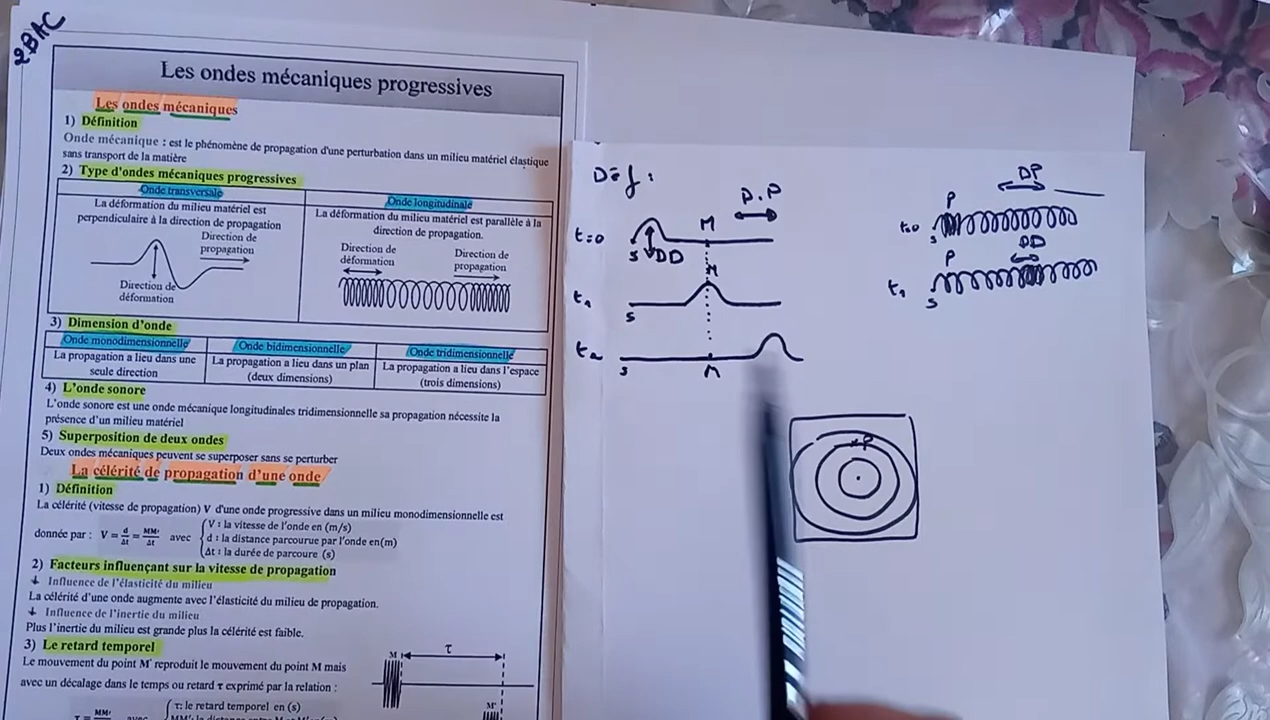 2BAC
Les ondes mécaniques progressives
Les ondes mécaniques
1) Définition
Onde mécanique : est le phénomène de propagation d'une perturbation dans un milieu matériel élastique
sans transport de la matière
2) Type d'ondes mécaniques progressives
Onde transversale
La déformation du milieu matériel est
perpendiculaire à la direction de propagation
Direction de
propagation
Direction de
déformation
Onde longitudinale
La déformation du milieu matériel est parallèle à la
direction de propagation.
Direction de
déformation
Direction de
propagation
3) Dimension d'onde
Onde monodimensionnelle
La propagation a lieu dans une
seule direction
Onde bidimensionnelle
La propagation a lieu dans un plan
(deux dimensions)
Onde tridimensionnelle
La propagation a lieu dans l'espace
(trois dimensions)
4) L'onde sonore
L'onde sonore est une onde mécanique longitudinales tridimensionnelle sa propagation nécessite la
présence d'un milieu matériel
5) Superposition de deux ondes
Deux ondes mécaniques peuvent se superposer sans se perturber
La célérité de propagation d'une onde
1) Définition
La célérité (vitesse de propagation) V d'une onde progressive dans un milieu monodimensionnelle est
donnée par : V = d/Δt = MM'/Δt avec
V : la vitesse de l'onde en (m/s)
d : la distance parcourue par l'onde en(m)
Δt : la durée de parcoure (s)
2) Facteurs influençant sur la vitesse de propagation
Influence de l'élasticité du milieu
La célérité d'une onde augmente avec l'élasticité du milieu de propagation.
Influence de l'inertie du milieu
Plus l'inertie du milieu est grande plus la célérité est faible.
3) Le retard temporel
Le mouvement du point M' reproduit le mouvement du point M mais
avec un décalage dans le temps ou retard τ exprimé par la relation :
M τ
M'
τ = MM' avec
τ: le retard temporel en (s)
Déf :
D.P
t=0
S
DD
M
t1
S
M
t2
S
M
DP
P
t=0
S
DD
P
t1
S
P